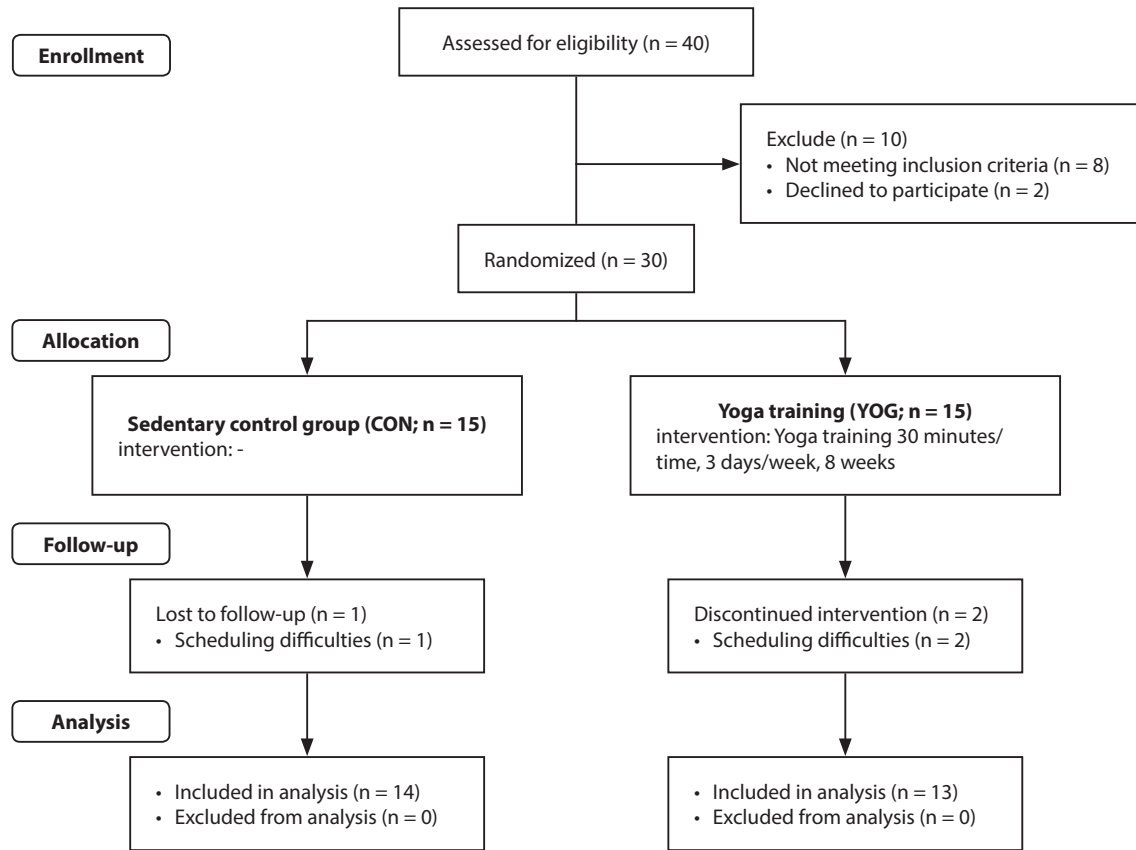 Enrollment
Assessed for eligibility (n = 40)
Exclude (n = 10)
• Not meeting inclusion criteria (n = 8)
• Declined to participate (n = 2)
Randomized (n = 30)
Allocation
Sedentary control group (CON; n = 15)
intervention: -
Yoga training (YOG; n = 15)
intervention: Yoga training 30 minutes/
time, 3 days/week, 8 weeks
Follow-up
Lost to follow-up (n = 1)
• Scheduling difficulties (n = 1)
Discontinued intervention (n = 2)
• Scheduling difficulties (n = 2)
Analysis
• Included in analysis (n = 14)
• Excluded from analysis (n = 0)
• Included in analysis (n = 13)
• Excluded from analysis (n = 0)